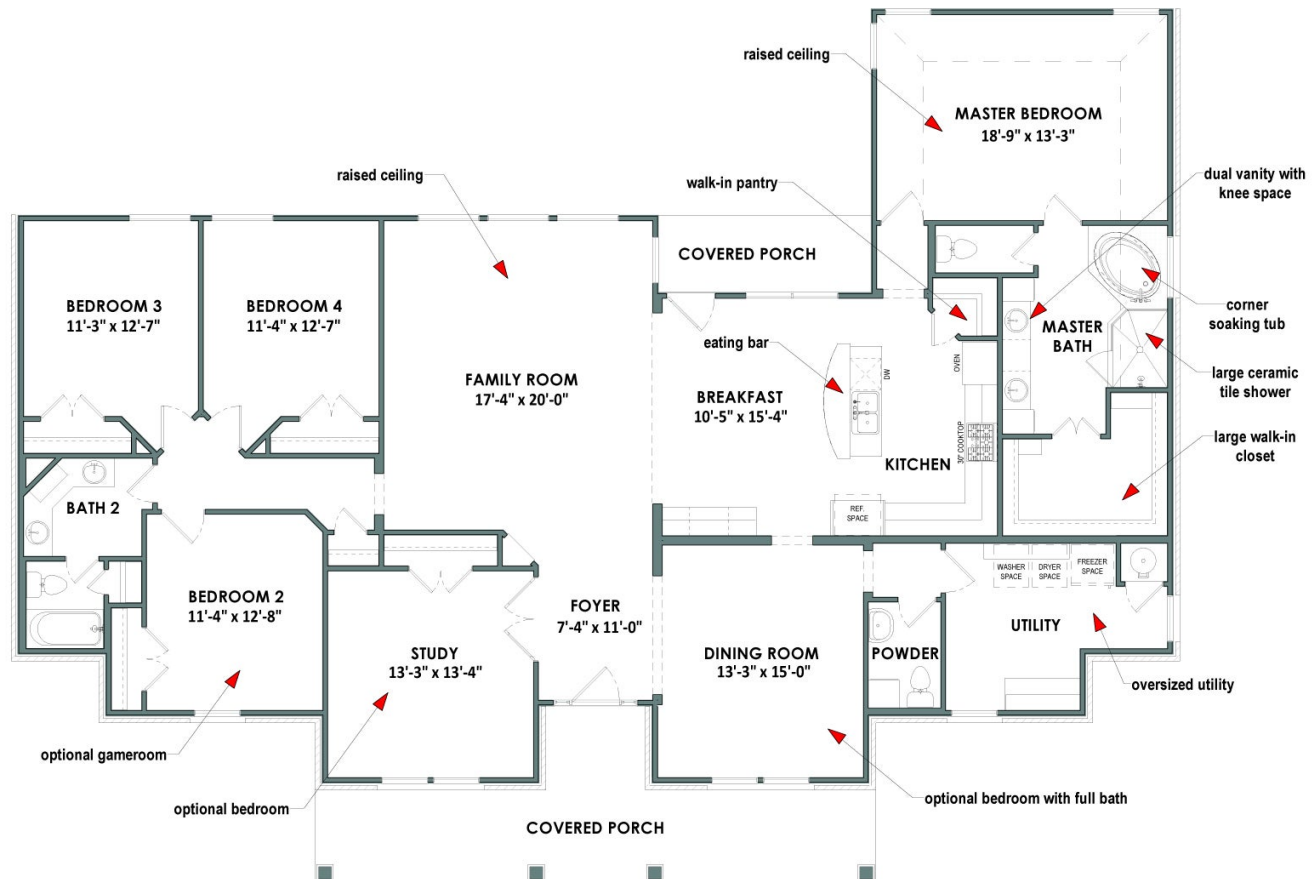 raised ceiling
MASTER BEDROOM
18'-9" x 13'-3"
dual vanity with
knee space
raised ceiling
walk-in pantry
COVERED PORCH
BEDROOM 3
11'-3" x 12'-7"
BEDROOM 4
11'-4" x 12'-7"
corner
soaking tub
MASTER
BATH
eating bar
OVEN
DW
large ceramic
tile shower
FAMILY ROOM
17'-4" x 20'-0"
BREAKFAST
10'-5" x 15'-4"
large walk-in
closet
KITCHEN
30" COOKTOP
BATH 2
REF.
SPACE
WASHER
SPACE
DRYER
SPACE
FREEZER
SPACE
BEDROOM 2
11'-4" x 12'-8"
FOYER
7'-4" x 11'-0"
UTILITY
STUDY
13'-3" x 13'-4"
DINING ROOM
13'-3" x 15'-0"
POWDER
oversized utility
optional gameroom
optional bedroom
optional bedroom with full bath
COVERED PORCH